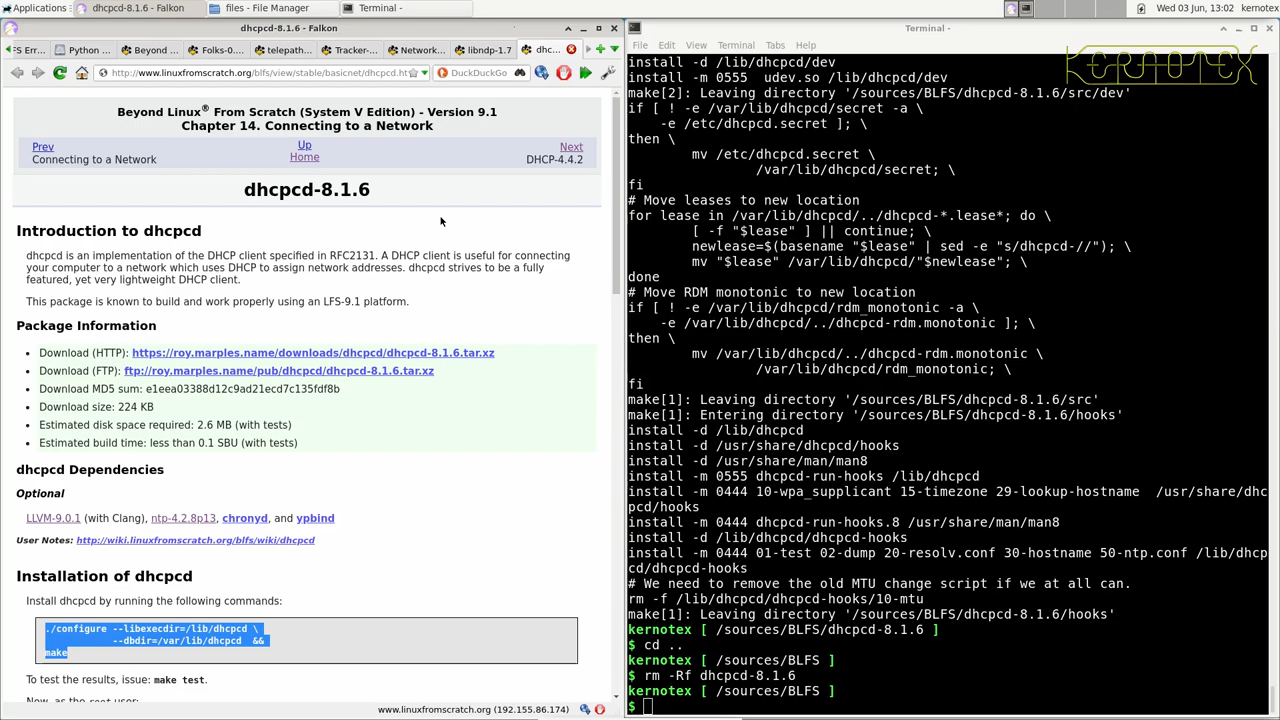 Applications
dhcpcd-8.1.6 - Falkon
files - File Manager
Terminal -
Wed 03 Jun, 13:02
kernotex
dhcpcd-8.1.6 - Falkon
FS Err...
Python ...
Beyond ...
Folks-0....
telepath...
Tracker-...
Network...
libndp-1.7
dhc...
http://www.linuxfromscratch.org/blfs/view/stable/basicnet/dhcpcd.ht
DuckDuckGo
Beyond Linux® From Scratch (System V Edition) - Version 9.1
Chapter 14. Connecting to a Network
Prev
Up
Next
Connecting to a Network
Home
DHCP-4.4.2
dhcpcd-8.1.6
Introduction to dhcpcd
dhcpcd is an implementation of the DHCP client specified in RFC2131. A DHCP client is useful for connecting
your computer to a network which uses DHCP to assign network addresses. dhcpcd strives to be a fully
featured, yet very lightweight DHCP client.
This package is known to build and work properly using an LFS-9.1 platform.
Package Information
Download (HTTP): https://roy.marples.name/downloads/dhcpcd/dhcpcd-8.1.6.tar.xz
Download (FTP): ftp://roy.marples.name/pub/dhcpcd/dhcpcd-8.1.6.tar.xz
Download MD5 sum: e1eea03388d12c9ad21ecd7c135fdf8b
Download size: 224 KB
Estimated disk space required: 2.6 MB (with tests)
Estimated build time: less than 0.1 SBU (with tests)
dhcpcd Dependencies
Optional
LLVM-9.0.1 (with Clang), ntp-4.2.8p13, chronyd, and ypbind
User Notes: http://wiki.linuxfromscratch.org/blfs/wiki/dhcpcd
Installation of dhcpcd
Install dhcpcd by running the following commands:
./configure --libexecdir=/lib/dhcpcd \
--dbdir=/var/lib/dhcpcd &&
make
To test the results, issue: make test.
Now, as the root user:
www.linuxfromscratch.org (192.155.86.174)
Terminal -
File Edit View Terminal Tabs Help
KERNOTEX
install -d /lib/dhcpcd/dev
install -m 0555 udev.so /lib/dhcpcd/dev
make[2]: Leaving directory '/sources/BLFS/dhcpcd-8.1.6/src/dev'
if [ ! -e /var/lib/dhcpcd/secret -a \
-e /etc/dhcpcd.secret ]; \
then \
mv /etc/dhcpcd.secret \
/var/lib/dhcpcd/secret; \
fi
# Move leases to new location
for lease in /var/lib/dhcpcd/../dhcpcd-*.lease*; do \
[ -f "$lease" ] || continue; \
newlease=$(basename "$lease" | sed -e "s/dhcpcd-//"); \
mv "$lease" /var/lib/dhcpcd/"$newlease"; \
done
# Move RDM monotonic to new location
if [ ! -e /var/lib/dhcpcd/rdm_monotonic -a \
-e /var/lib/dhcpcd/../dhcpcd-rdm.monotonic ]; \
then \
mv /var/lib/dhcpcd/../dhcpcd-rdm.monotonic \
/var/lib/dhcpcd/rdm_monotonic; \
fi
make[1]: Leaving directory '/sources/BLFS/dhcpcd-8.1.6/src'
make[1]: Entering directory '/sources/BLFS/dhcpcd-8.1.6/hooks'
install -d /lib/dhcpcd
install -d /usr/share/dhcpcd/hooks
install -d /usr/share/man/man8
install -m 0555 dhcpcd-run-hooks /lib/dhcpcd
install -m 0444 10-wpa_supplicant 15-timezone 29-lookup-hostname /usr/share/dhc
pcd/hooks
install -m 0444 dhcpcd-run-hooks.8 /usr/share/man/man8
install -d /lib/dhcpcd/dhcpcd-hooks
install -m 0444 01-test 02-dump 20-resolv.conf 30-hostname 50-ntp.conf /lib/dhcp
cd/dhcpcd-hooks
# We need to remove the old MTU change script if we at all can.
rm -f /lib/dhcpcd/dhcpcd-hooks/10-mtu
make[1]: Leaving directory '/sources/BLFS/dhcpcd-8.1.6/hooks'
kernotex [ /sources/BLFS/dhcpcd-8.1.6 ]
$ cd ..
kernotex [ /sources/BLFS ]
$ rm -Rf dhcpcd-8.1.6
kernotex [ /sources/BLFS ]
$